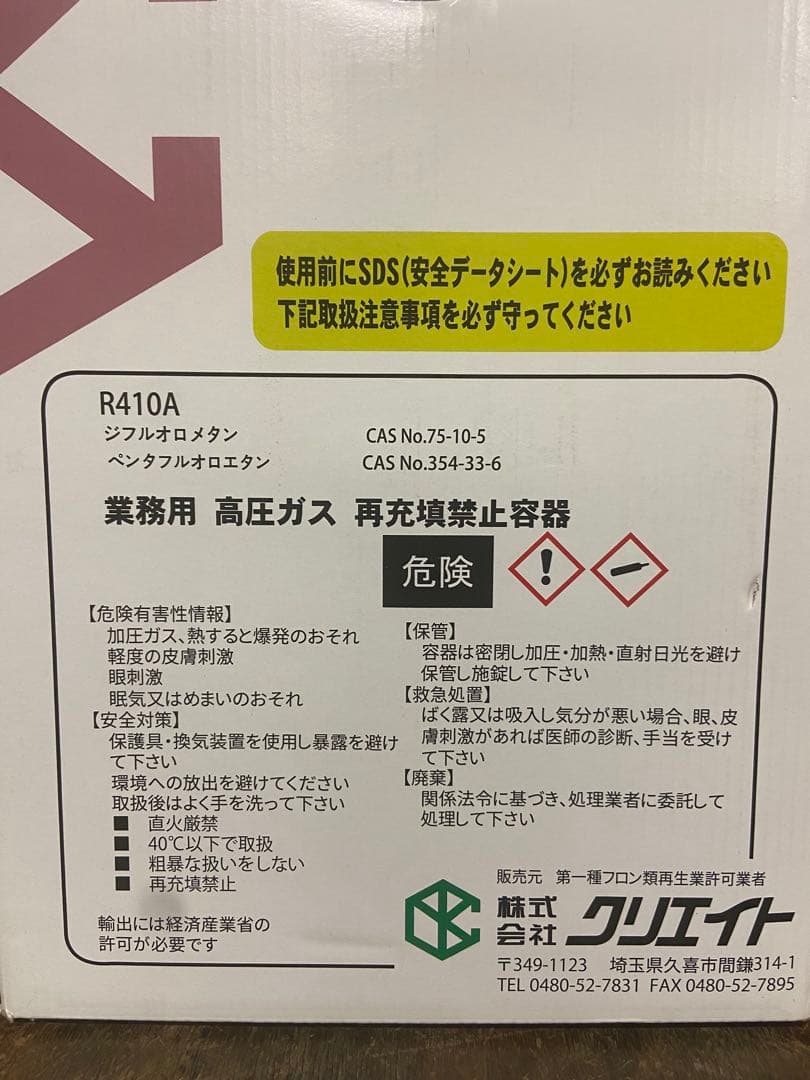 使用前にSDS(安全データシート)を必ずお読みください
下記取扱注意事項を必ず守ってください
R410A
ジフルオロメタン CAS No.75-10-5
ペンタフルオロエタン CAS No.354-33-6
業務用 高圧ガス 再充填禁止容器
危険
【危険有害性情報】
加圧ガス、熱すると爆発のおそれ
軽度の皮膚刺激
眼刺激
眠気又はめまいのおそれ
【安全対策】
保護具・換気装置を使用し暴露を避け
て下さい
環境への放出を避けてください
取扱後はよく手を洗って下さい
■ 直火厳禁
■ 40℃以下で取扱
■ 粗暴な扱いをしない
■ 再充填禁止
輸出には経済産業省の
許可が必要です
【保管】
容器は密閉し加圧・加熱・直射日光を避け
保管し施錠して下さい
【救急処置】
ばく露又は吸入し気分が悪い場合、眼、皮
膚刺激があれば医師の診断、手当を受け
て下さい
【廃棄】
関係法令に基づき、処理業者に委託して
処理して下さい
販売元 第一種フロン類再生業許可業者
株式会社 クリエイト
〒349-1123 埼玉県久喜市間鎌314-1
TEL 0480-52-7831 FAX 0480-52-7895